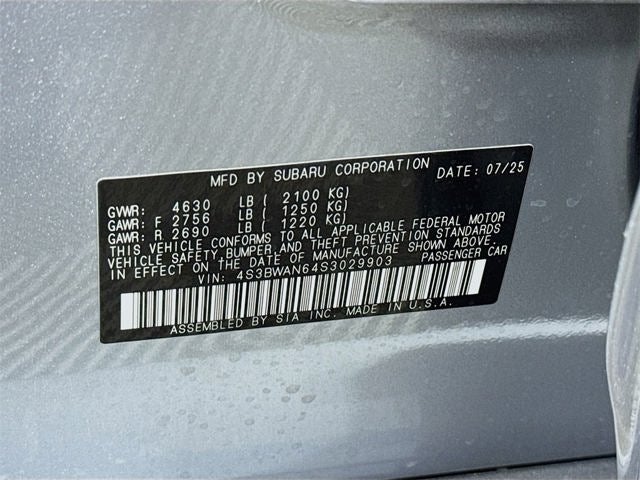 MFD BY SUBARU CORPORATION DATE: 07/25
GVWR: 4630 LB ( 2100 KG)
GAWR: F 2756 LB ( 1250 KG)
GAWR: R 2690 LB ( 1220 KG)
THIS VEHICLE CONFORMS TO ALL APPLICABLE FEDERAL MOTOR
VEHICLE SAFETY, BUMPER, AND THEFT PREVENTION STANDARDS
IN EFFECT ON THE DATE OF MANUFACTURE SHOWN ABOVE.
VIN: 4S3BWAN64S3029903 PASSENGER CAR
ASSEMBLED BY SIA INC. MADE IN U.S.A.